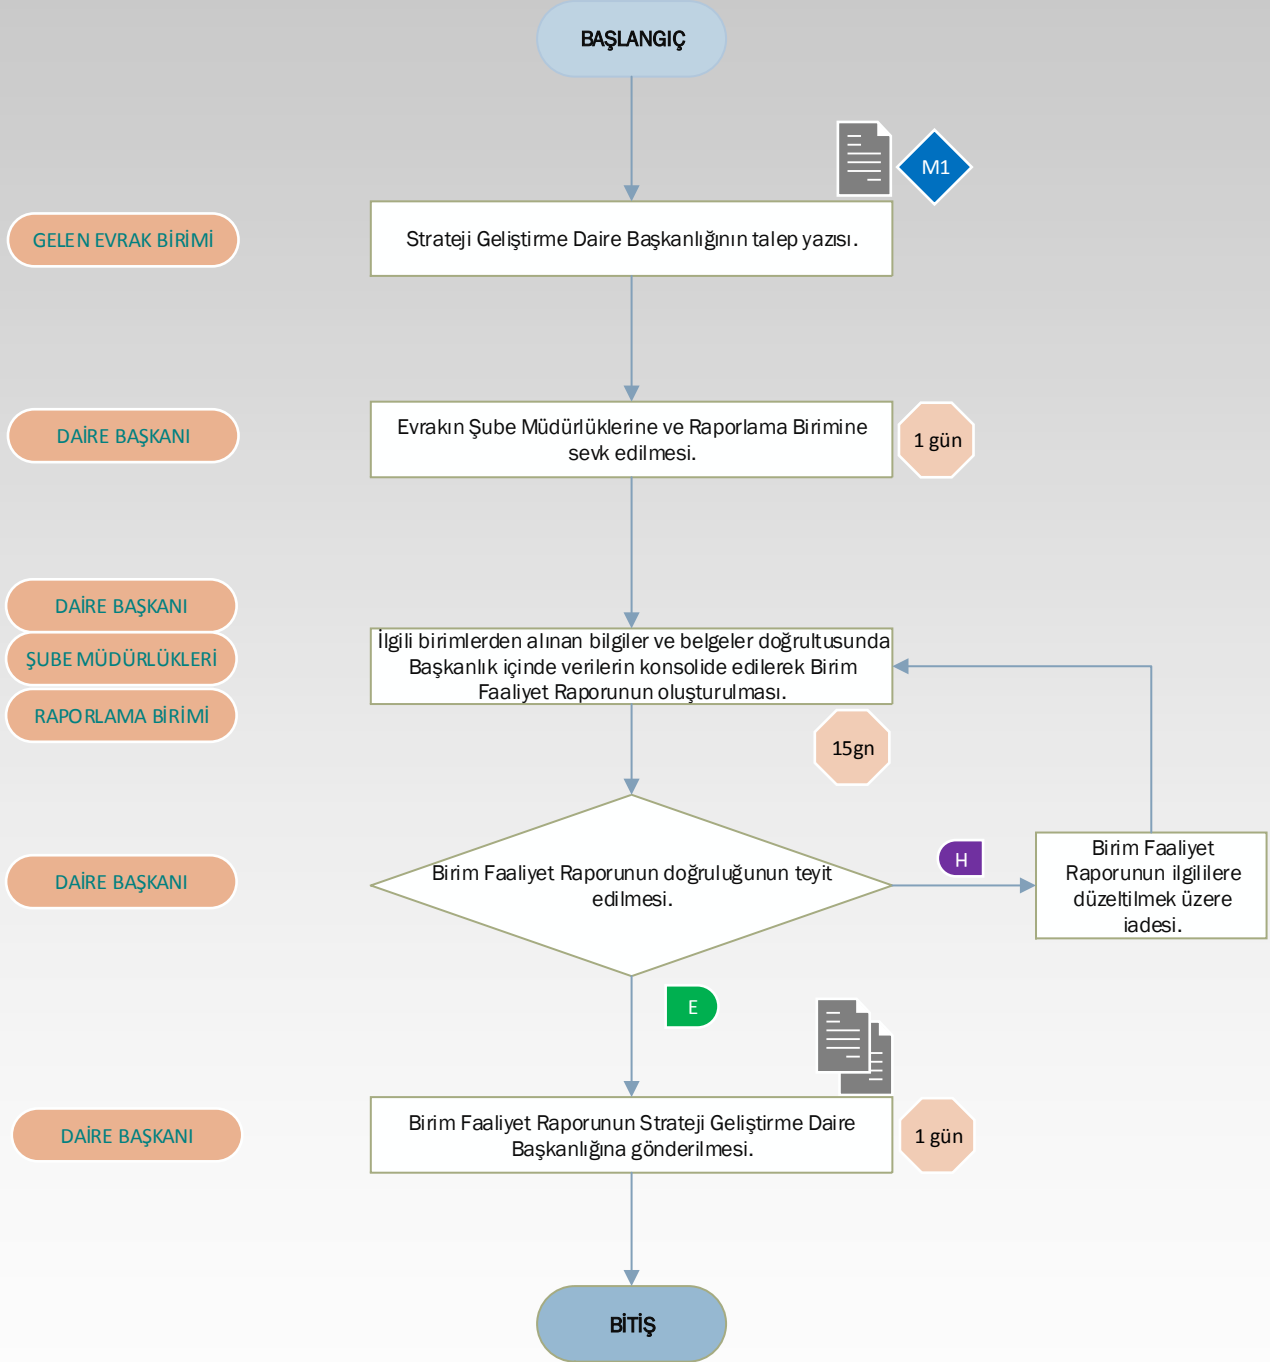 BAŞLANGIÇ
M1
GELEN EVRAK BİRİMİ
Strateji Geliştirme Daire Başkanlığının talep yazısı.
DAİRE BAŞKANI
Evrakın Şube Müdürlüklerine ve Raporlama Birimine
sevk edilmesi.
1 gün
DAİRE BAŞKANI
ŞUBE MÜDÜRLÜKLERİ
RAPORLAMA BİRİMİ
İlgili birimlerden alınan bilgiler ve belgeler doğrultusunda
Başkanlık içinde verilerin konsolide edilerek Birim
Faaliyet Raporunun oluşturulması.
15gn
DAİRE BAŞKANI
Birim Faaliyet Raporunun doğruluğunun teyit
edilmesi.
H
Birim Faaliyet
Raporunun ilgililere
düzeltilmek üzere
iadesi.
E
DAİRE BAŞKANI
Birim Faaliyet Raporunun Strateji Geliştirme Daire
Başkanlığına gönderilmesi.
1 gün
BİTİŞ